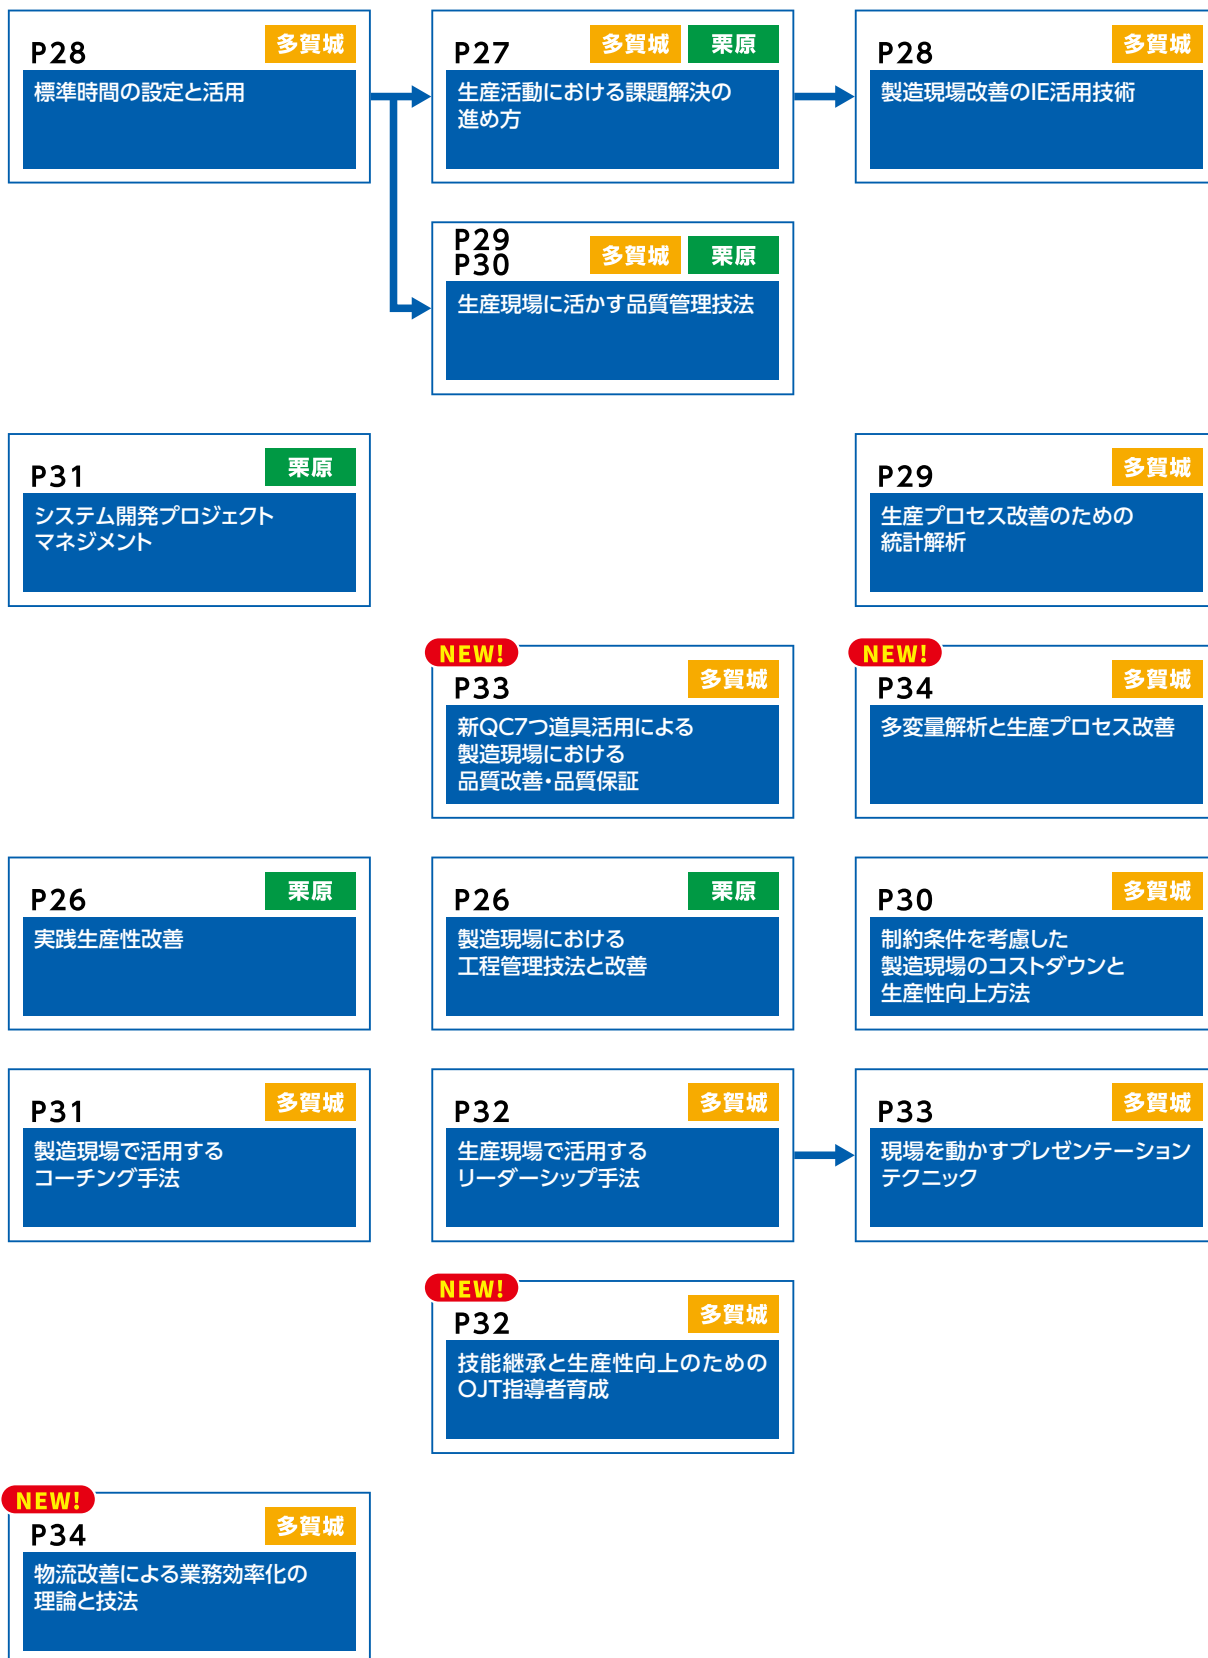 P28
多賀城
標準時間の設定と活用
P27
多賀城
栗原
生産活動における課題解決の
進め方
P28
多賀城
製造現場改善のIE活用技術
P29
P30
多賀城
栗原
生産現場に活かす品質管理技法
P31
栗原
システム開発プロジェクト
マネジメント
P29
多賀城
生産プロセス改善のための
統計解析
NEW!
P33
多賀城
新QC7つ道具活用による
製造現場における
品質改善・品質保証
NEW!
P34
多賀城
多変量解析と生産プロセス改善
P26
栗原
実践生産性改善
P26
栗原
製造現場における
工程管理技法と改善
P30
多賀城
制約条件を考慮した
製造現場のコストダウンと
生産性向上方法
P31
多賀城
製造現場で活用する
コーチング手法
P32
多賀城
生産現場で活用する
リーダーシップ手法
P33
多賀城
現場を動かすプレゼンテーション
テクニック
NEW!
P32
多賀城
技能継承と生産性向上のための
OJT指導者育成
NEW!
P34
多賀城
物流改善による業務効率化の
理論と技法